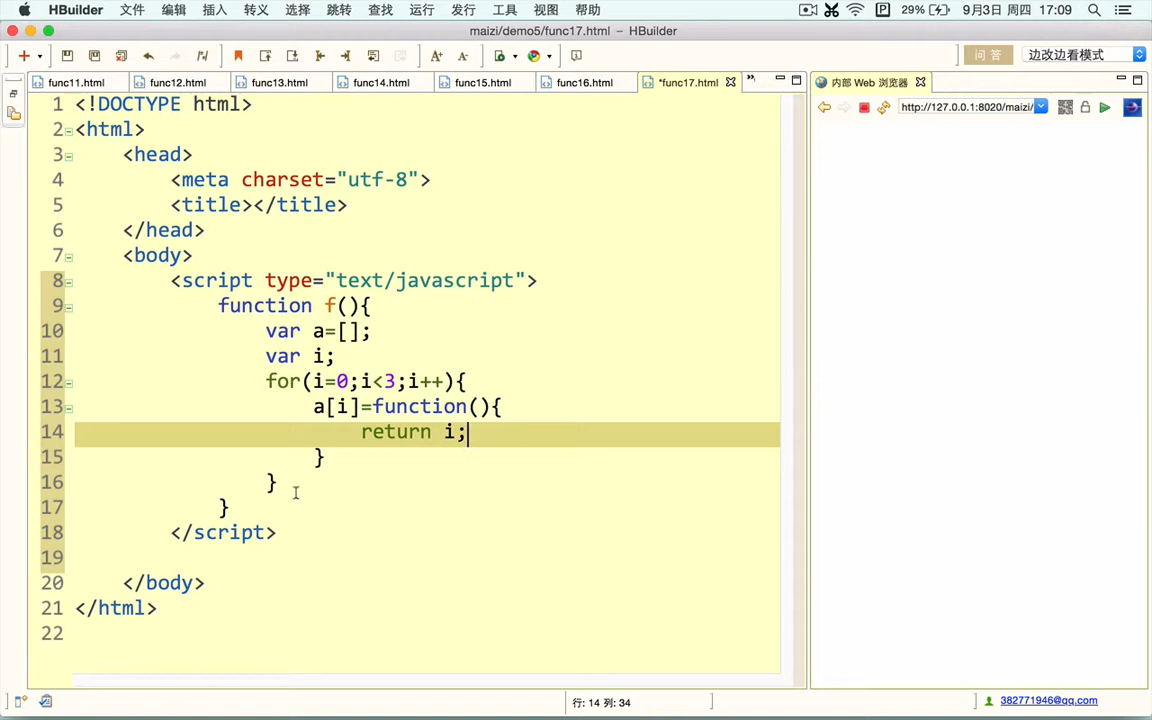 HBuilder 文件 编辑 插入 转义 选择 跳转 查找 运行 发行 工具 视图 帮助 29% 9月3日 周四 17:09
maizi/demo5/func17.html – HBuilder
问 答 边改边看模式
func11.html func12.html func13.html func14.html func15.html func16.html *func17.html 内部 Web 浏览器
http://127.0.0.1:8020/maizi/
1 <!DOCTYPE html>
2 <html>
3 <head>
4 <meta charset="utf-8">
5 <title></title>
6 </head>
7 <body>
8 <script type="text/javascript">
9 function f(){
10 var a=[];
11 var i;
12 for(i=0;i<3;i++){
13 a[i]=function(){
14 return i;
15 }
16 }
17 }
18 </script>
19
20 </body>
21 </html>
22
行: 14 列: 34
382771946@qq.com